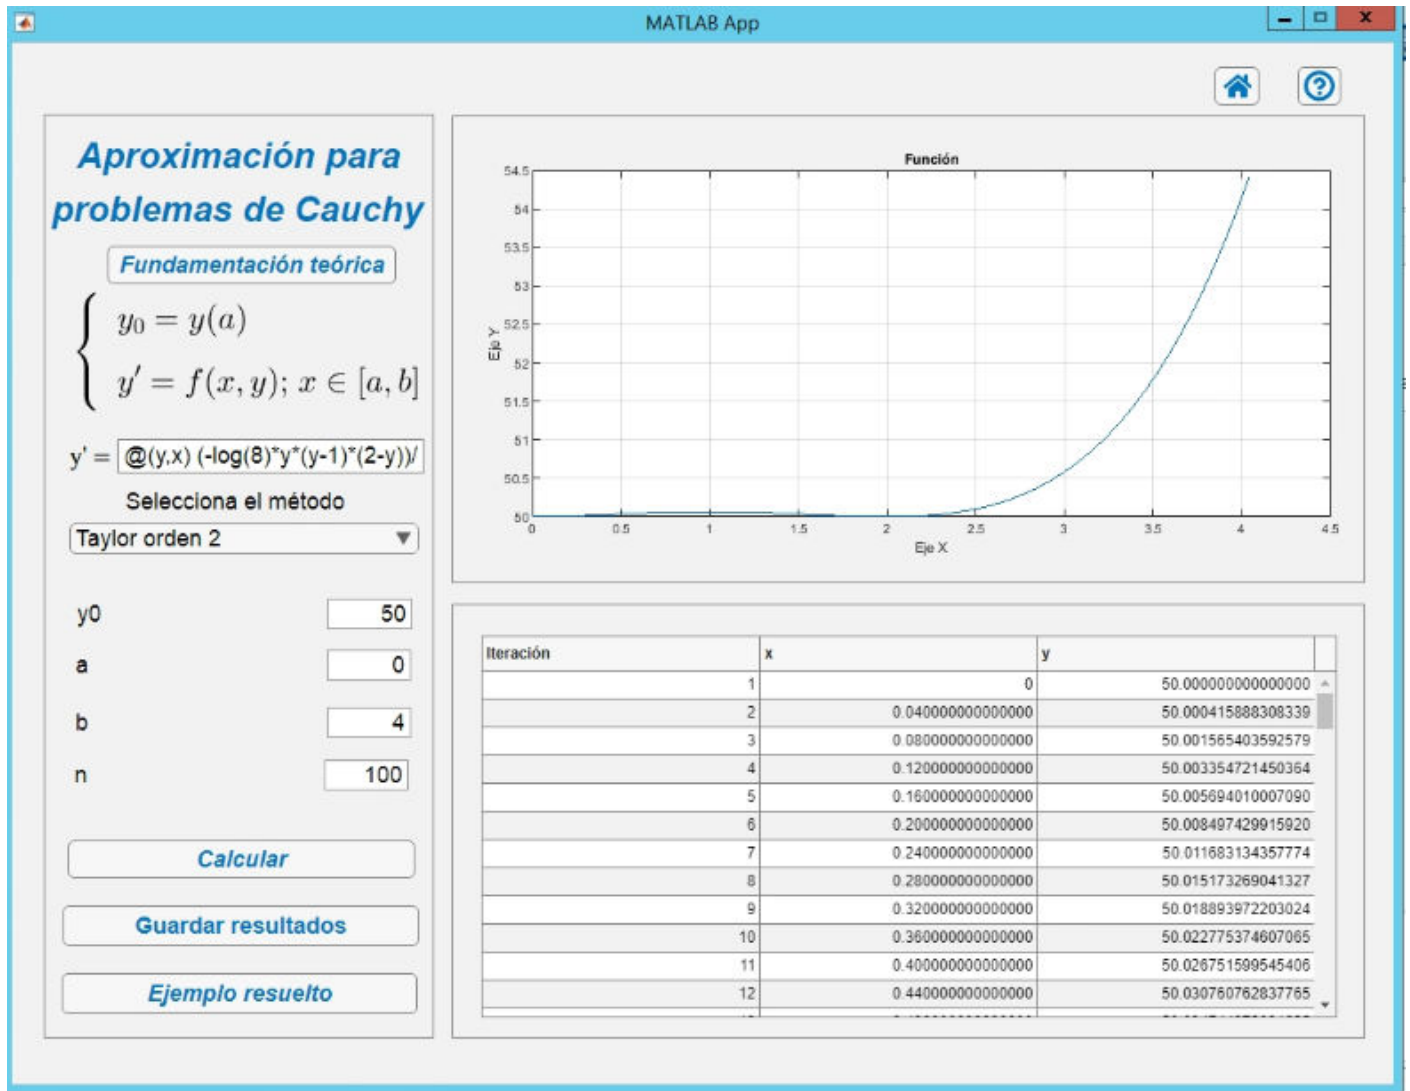 MATLAB App
Aproximación para
problemas de Cauchy
Fundamentación teórica
y₀ = y(a)
y′ = f(x, y); x ∈ [a, b]
y' = @(y,x) (-log(8)*y*(y-1)*(2-y))/
Selecciona el método
Taylor orden 2
y0 50
a 0
b 4
n 100
Calcular
Guardar resultados
Ejemplo resuelto
Función
Eje Y
54.5
54
53.5
53
52.5
52
51.5
51
50.5
50
0 0.5 1 1.5 2 2.5 3 3.5 4 4.5
Eje X
Iteración x y
1 0 50.000000000000000
2 0.040000000000000 50.000415888308339
3 0.080000000000000 50.001565403592579
4 0.120000000000000 50.003354721450364
5 0.160000000000000 50.005694010007090
6 0.200000000000000 50.008497429915920
7 0.240000000000000 50.011683134357774
8 0.280000000000000 50.015173269041327
9 0.320000000000000 50.018893972203024
10 0.360000000000000 50.022775374607065
11 0.400000000000000 50.026751599545406
12 0.440000000000000 50.030760762837765